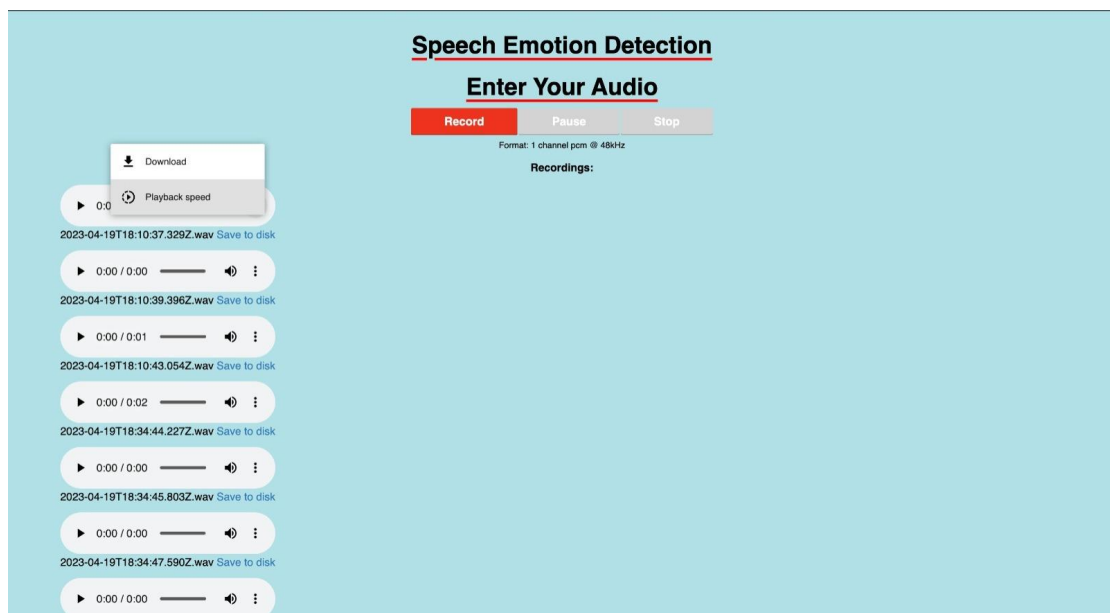 Speech Emotion Detection
Enter Your Audio
Record Pause Stop
Format: 1 channel pcm @ 48kHz
Recordings:
Download
Playback speed
2023-04-19T18:10:37.329Z.wav Save to disk
0:00 / 0:00
2023-04-19T18:10:39.396Z.wav Save to disk
0:00 / 0:01
2023-04-19T18:10:43.054Z.wav Save to disk
0:00 / 0:02
2023-04-19T18:34:44.227Z.wav Save to disk
0:00 / 0:00
2023-04-19T18:34:45.803Z.wav Save to disk
0:00 / 0:00
2023-04-19T18:34:47.590Z.wav Save to disk
0:00 / 0:00